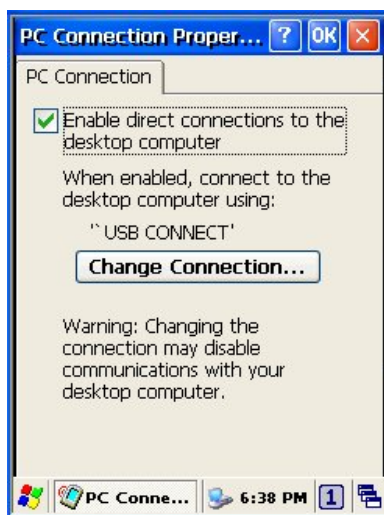 PC Connection Proper... ? OK ×
PC Connection
Enable direct connections to the
desktop computer
When enabled, connect to the
desktop computer using:
'`USB CONNECT'
Change Connection...
Warning: Changing the
connection may disable
communications with your
desktop computer.
PC Conne... 6:38 PM 1